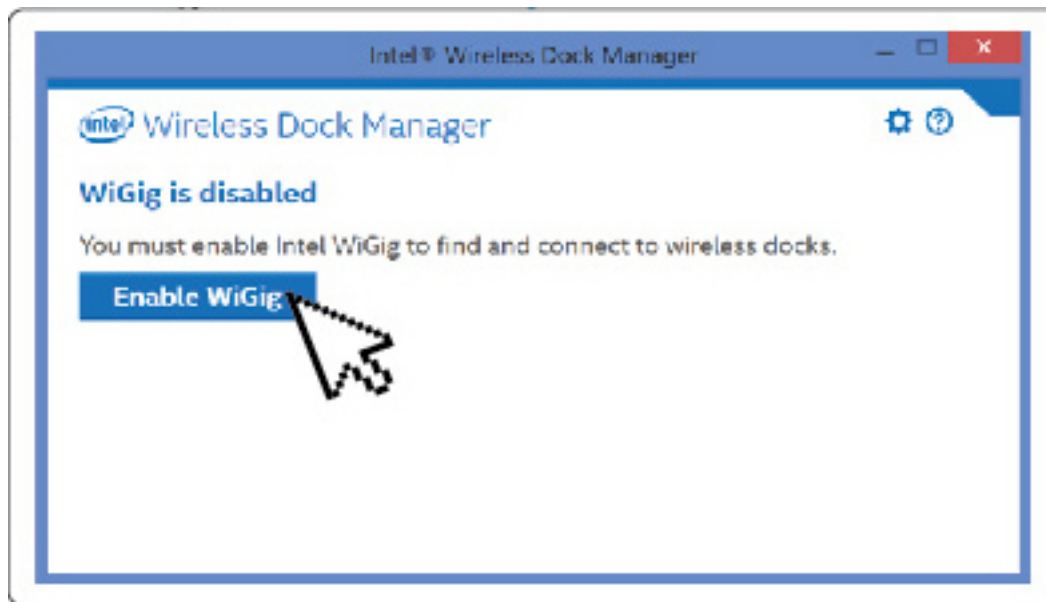 Intel® Wireless Dock Manager
intel Wireless Dock Manager
WiGig is disabled
You must enable Intel WiGig to find and connect to wireless docks.
Enable WiGig